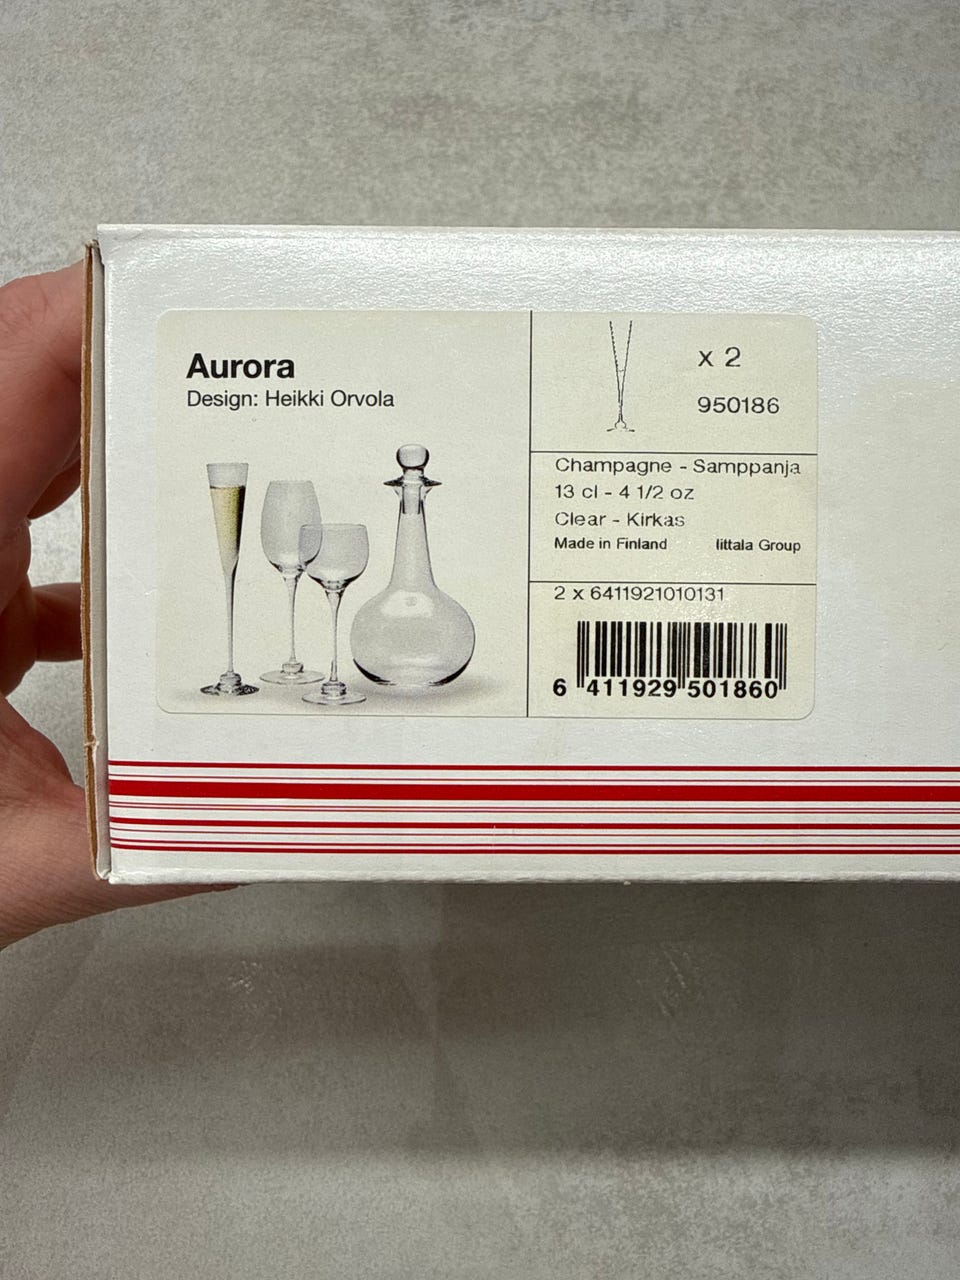 Aurora
Design: Heikki Orvola
x 2
950186
Champagne - Samppanja
13 cl - 4 1/2 oz
Clear - Kirkas
Made in Finland Iittala Group
2 x 6411921010131
6 411929 501860